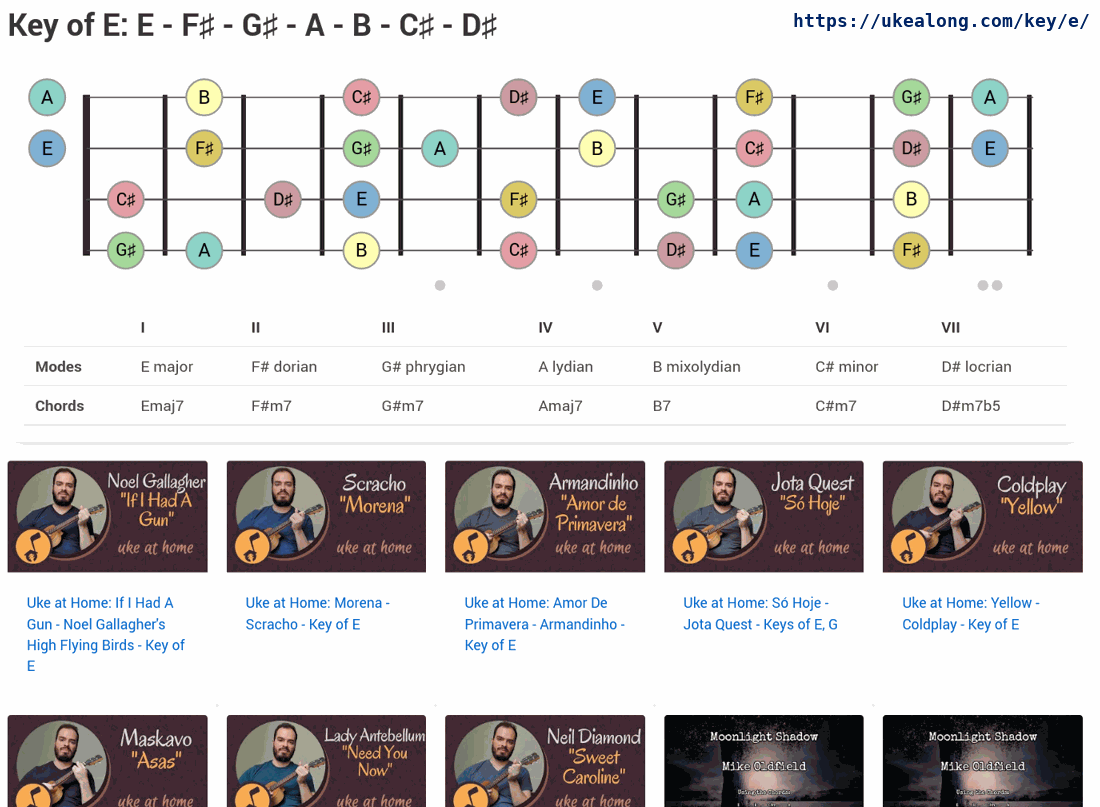 Key of E: E - F♯ - G♯ - A - B - C♯ - D♯
https://ukealong.com/key/e/
A B C♯ D♯ E F♯ G♯ A
E F♯ G♯ A B C♯ D♯ E
C♯ D♯ E F♯ G♯ A B
G♯ A B C♯ D♯ E F♯
I II III IV V VI VII
Modes E major F# dorian G# phrygian A lydian B mixolydian C# minor D# locrian
Chords Emaj7 F#m7 G#m7 Amaj7 B7 C#m7 D#m7b5
Noel Gallagher
"If I Had A
Gun"
uke at home
Scracho
"Morena"
uke at home
Armandinho
"Amor de
Primavera"
uke at home
Jota Quest
"Só Hoje"
uke at home
Coldplay
"Yellow"
uke at home
Uke at Home: If I Had A
Gun - Noel Gallagher's
High Flying Birds - Key of
E
Uke at Home: Morena -
Scracho - Key of E
Uke at Home: Amor De
Primavera - Armandinho -
Key of E
Uke at Home: Só Hoje -
Jota Quest - Keys of E, G
Uke at Home: Yellow -
Coldplay - Key of E
Maskavo
"Asas"
uke at home
Lady Antebellum
"Need You
Now"
uke at home
Neil Diamond
"Sweet
Caroline"
uke at home
Moonlight Shadow
Mike Oldfield
Using the Chords:
Moonlight Shadow
Mike Oldfield
Using the Chords: